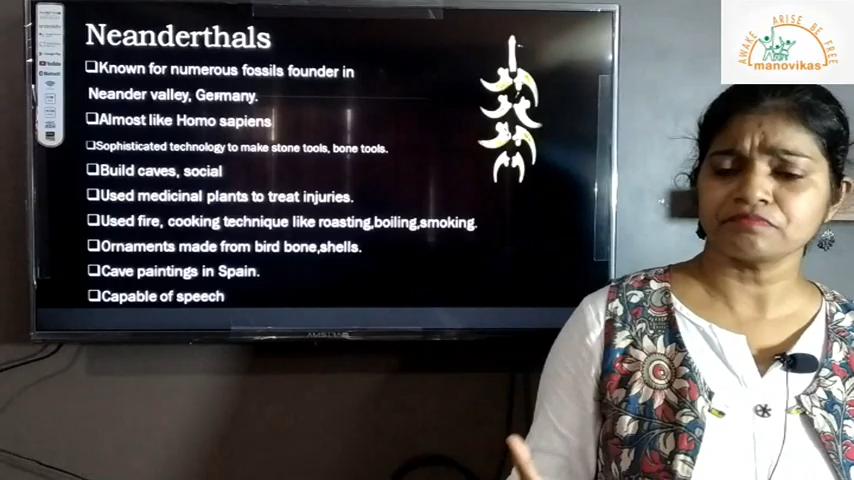 Neanderthals
❑Known for numerous fossils founder in
Neander valley, Germany.
❑Almost like Homo sapiens
❑Sophisticated technology to make stone tools, bone tools.
❑Build caves, social
❑Used medicinal plants to treat injuries.
❑Used fire, cooking technique like roasting,boiling,smoking.
❑Ornaments made from bird bone,shells.
❑Cave paintings in Spain.
❑Capable of speech
AWAKE ARISE BE FREE
manovikas